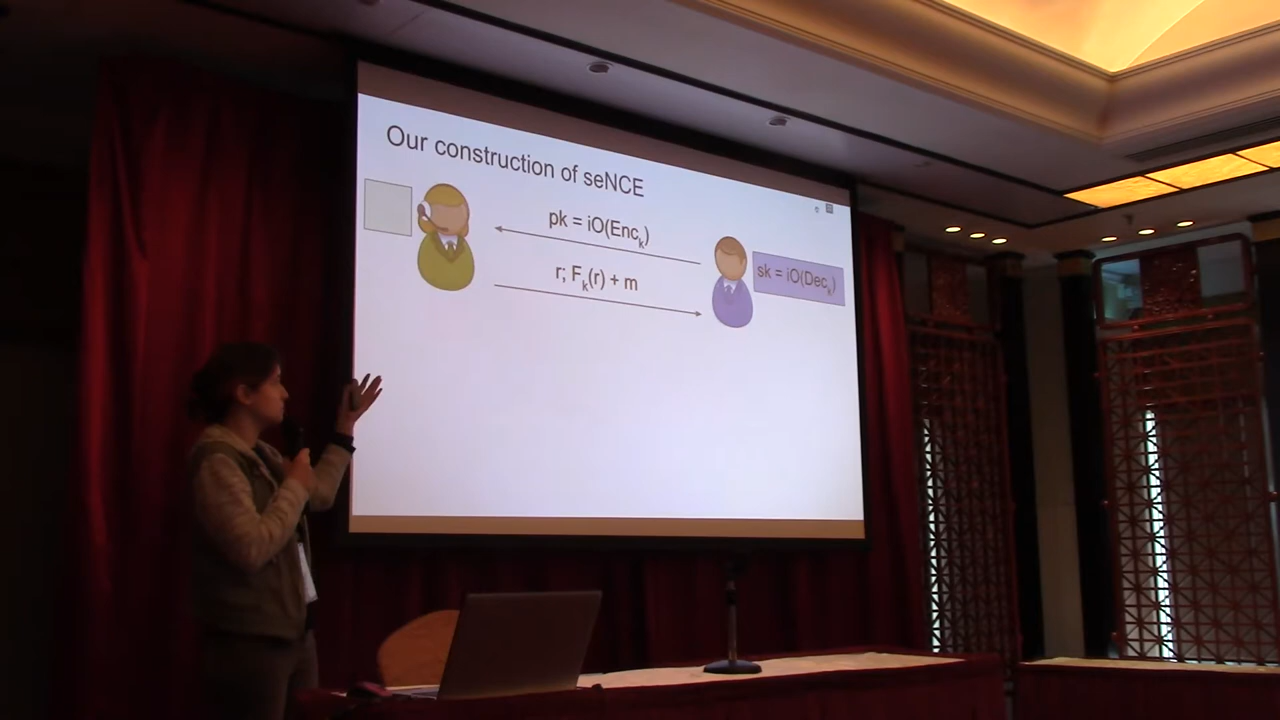 Our construction of seNCE
pk = iO(Enc_k)
r; F_k(r) + m
sk = iO(Dec_k)